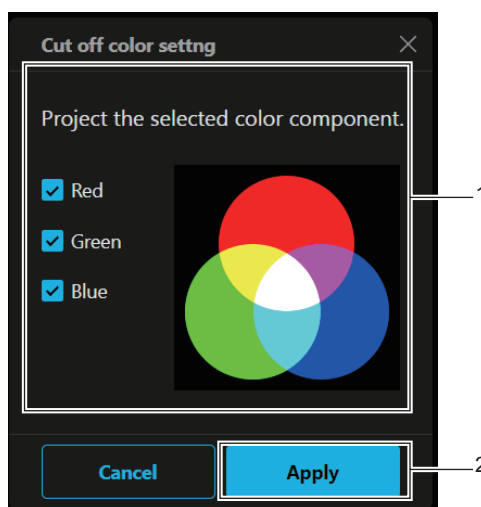 Cut off color settng
Project the selected color component.
1
Red
Green
Blue
Cancel
Apply
2